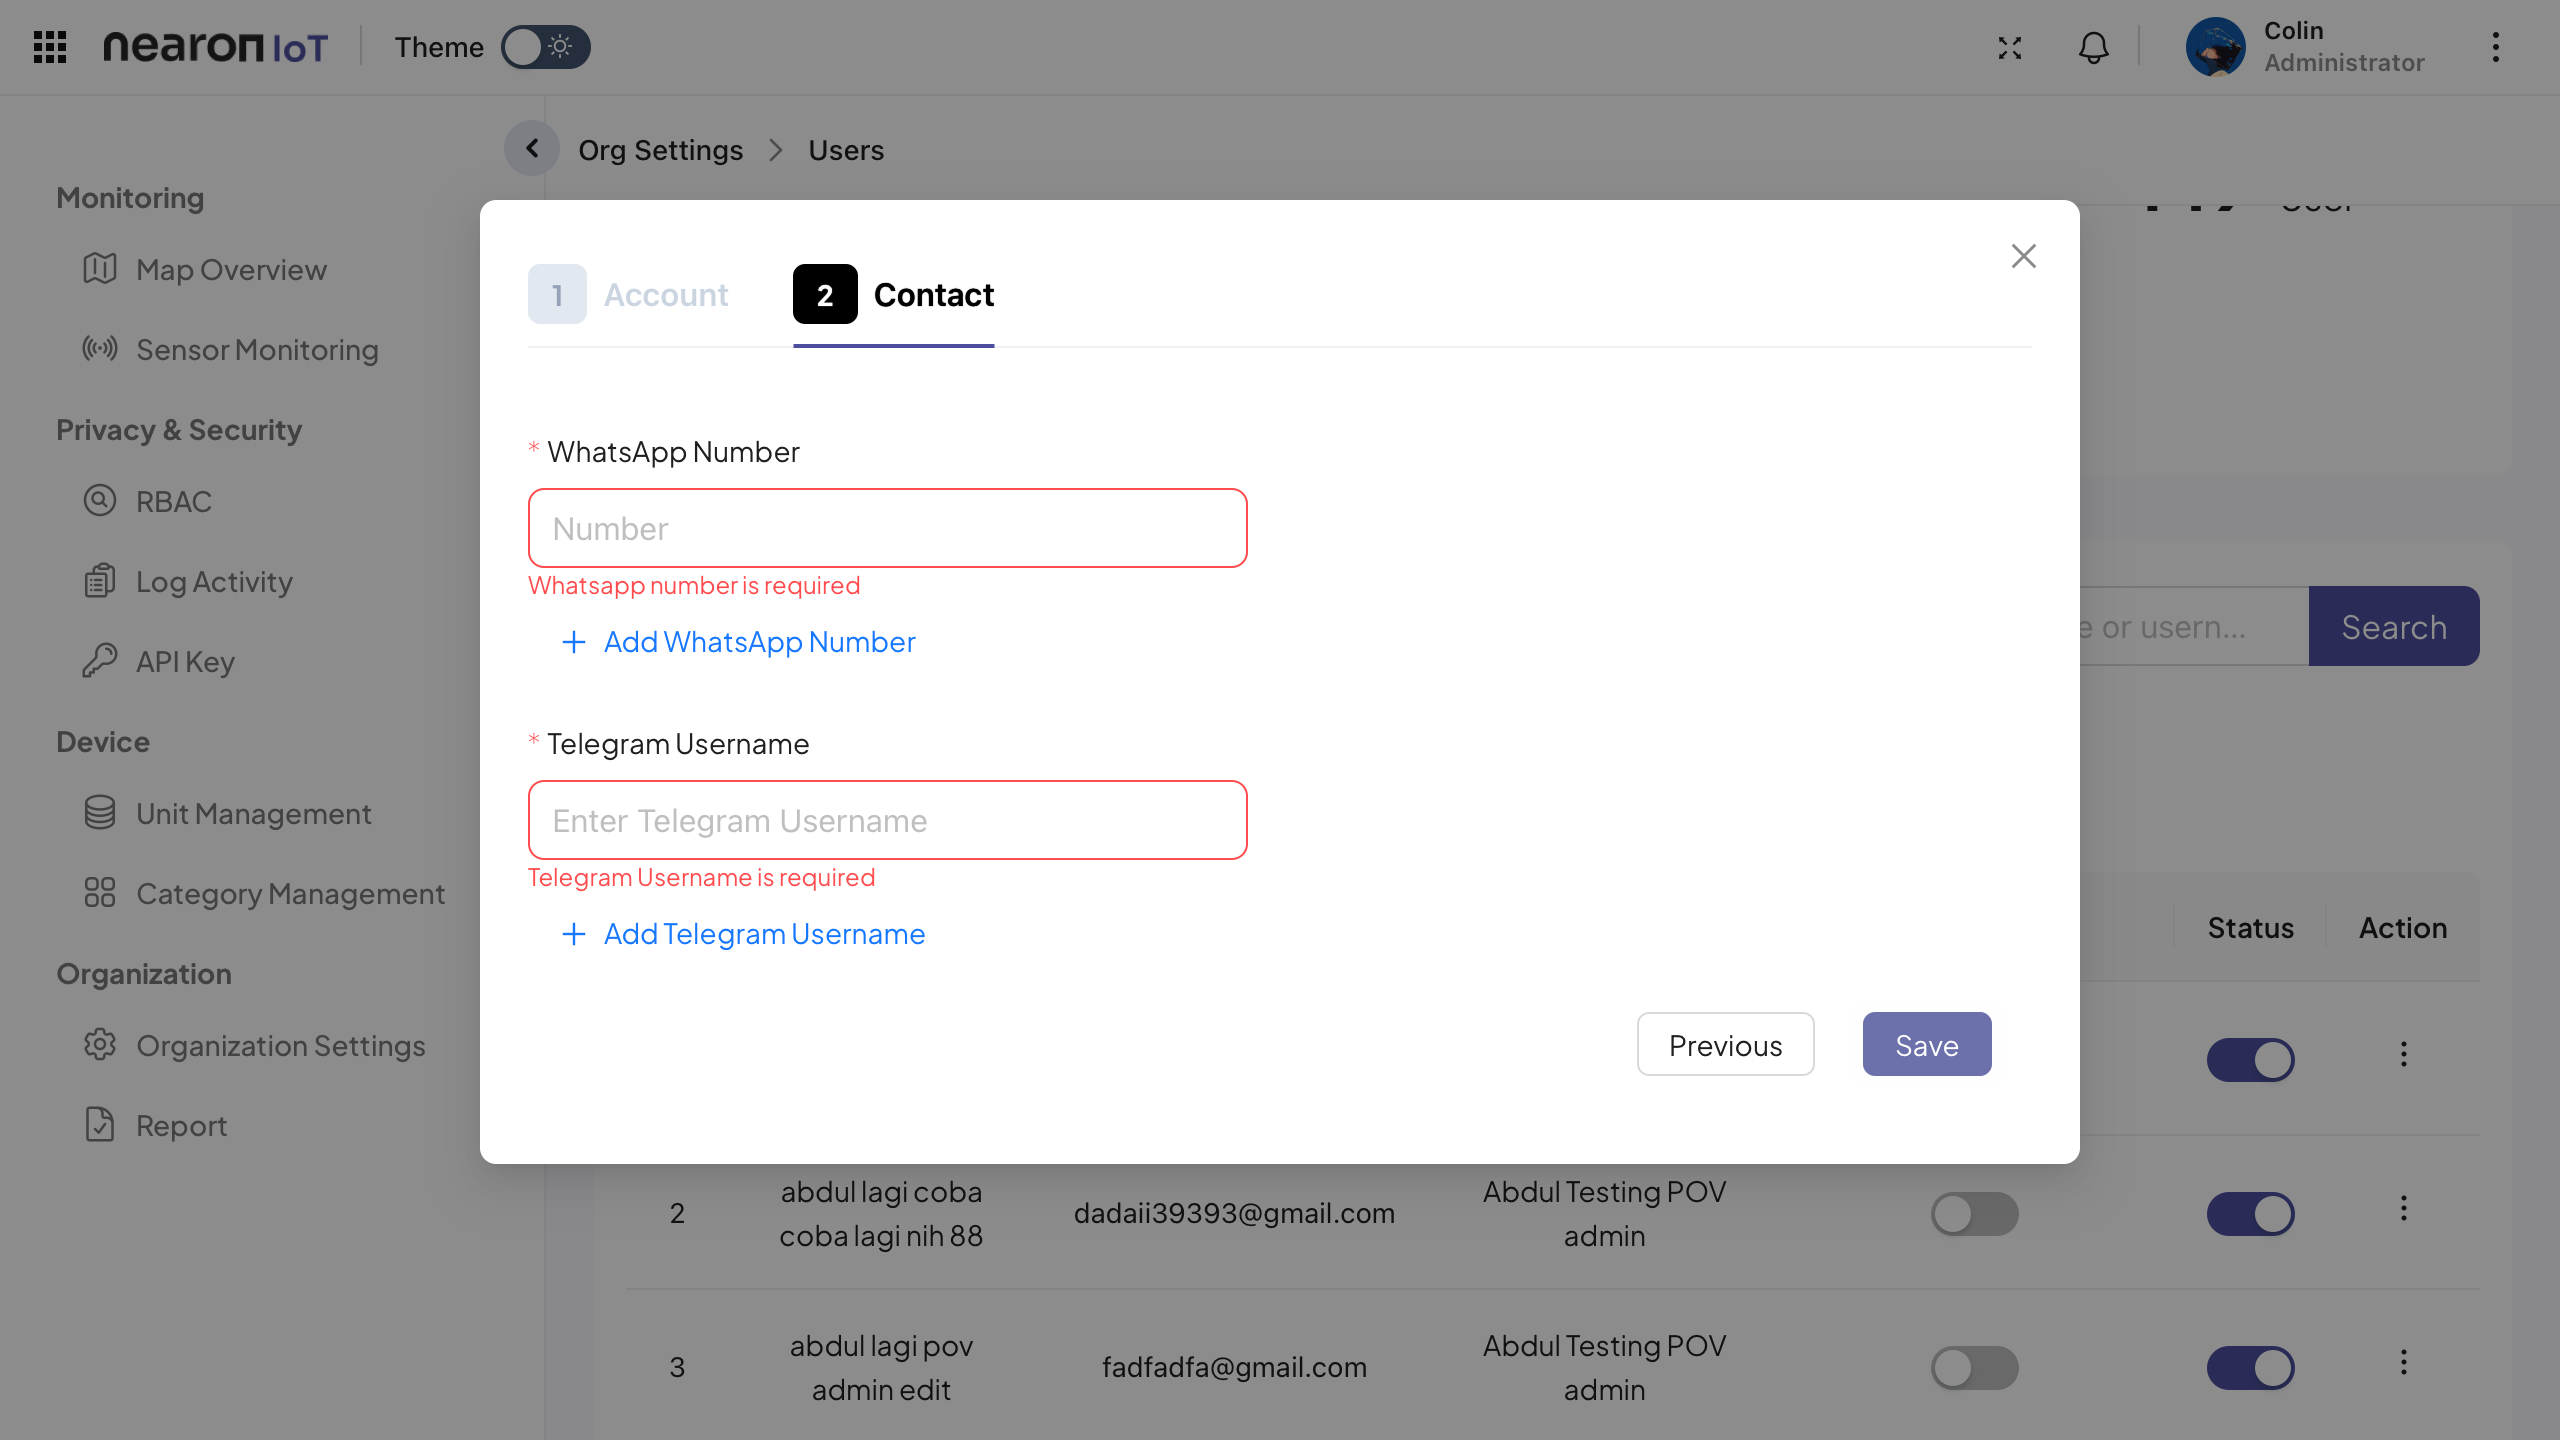 nearon IoT
Theme
Colin
Administrator
Org Settings > Users
Monitoring
Map Overview
Sensor Monitoring
Privacy & Security
RBAC
Log Activity
API Key
Device
Unit Management
Category Management
Organization
Organization Settings
Report
User
1 Account
2 Contact
* WhatsApp Number
Number
Whatsapp number is required
+ Add WhatsApp Number
* Telegram Username
Enter Telegram Username
Telegram Username is required
+ Add Telegram Username
Previous
Save
or usern...
Search
Status
Action
2
abdul lagi coba
coba lagi nih 88
dadaii39393@gmail.com
Abdul Testing POV
admin
3
abdul lagi pov
admin edit
fadfadfa@gmail.com
Abdul Testing POV
admin